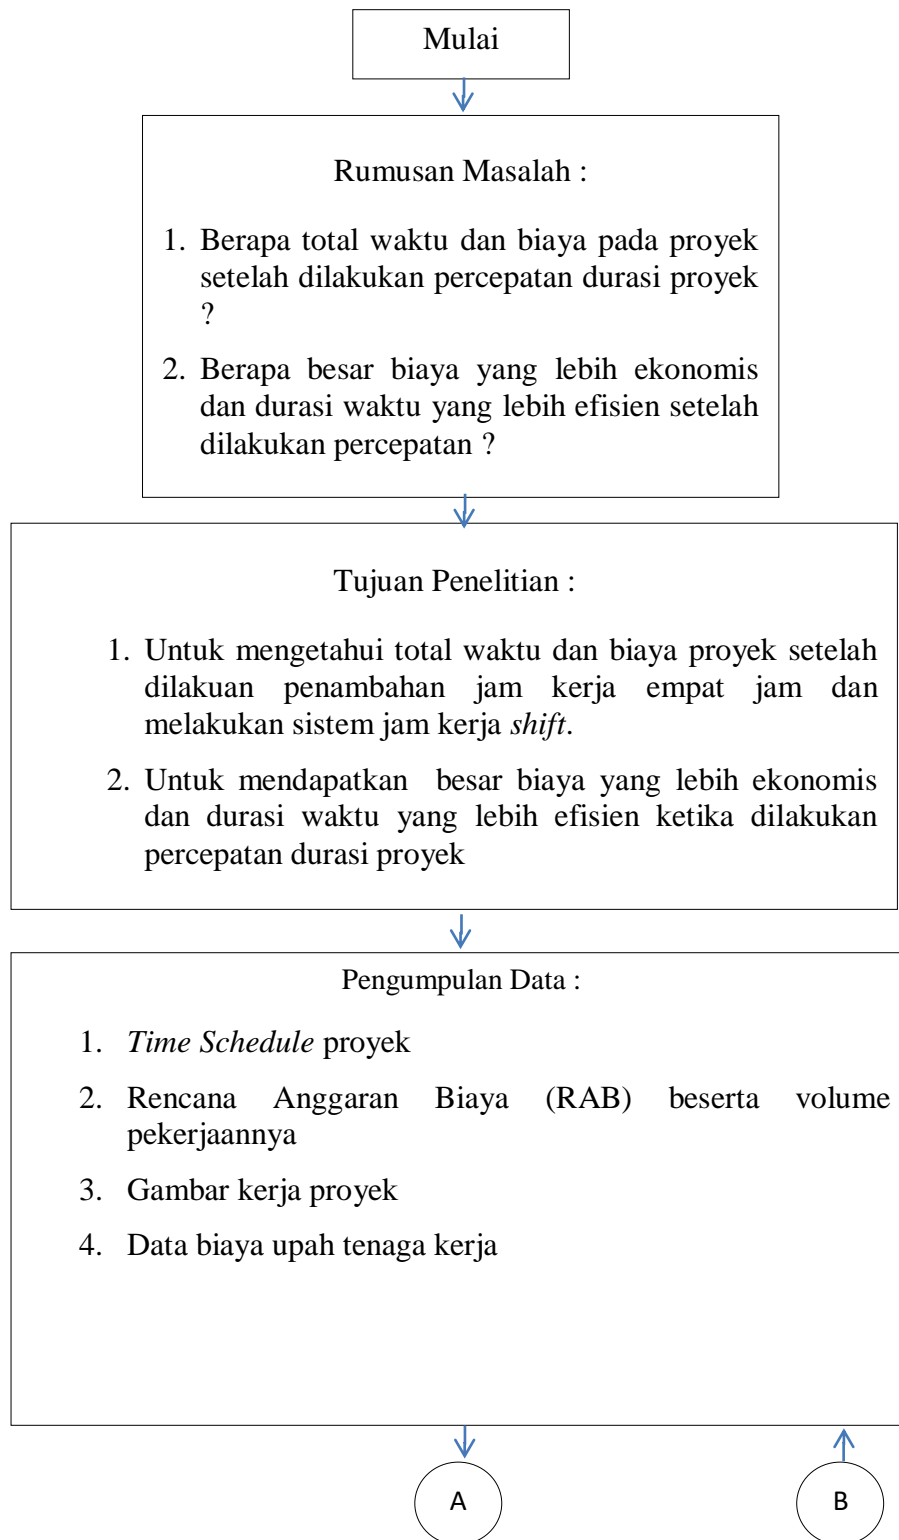 Mulai
Rumusan Masalah :
1. Berapa total waktu dan biaya pada proyek
setelah dilakukan percepatan durasi proyek
?
2. Berapa besar biaya yang lebih ekonomis
dan durasi waktu yang lebih efisien setelah
dilakukan percepatan ?
Tujuan Penelitian :
1. Untuk mengetahui total waktu dan biaya proyek setelah
dilakuan penambahan jam kerja empat jam dan
melakukan sistem jam kerja shift.
2. Untuk mendapatkan besar biaya yang lebih ekonomis
dan durasi waktu yang lebih efisien ketika dilakukan
percepatan durasi proyek
Pengumpulan Data :
1. Time Schedule proyek
2. Rencana Anggaran Biaya (RAB) beserta volume
pekerjaannya
3. Gambar kerja proyek
4. Data biaya upah tenaga kerja
A
B